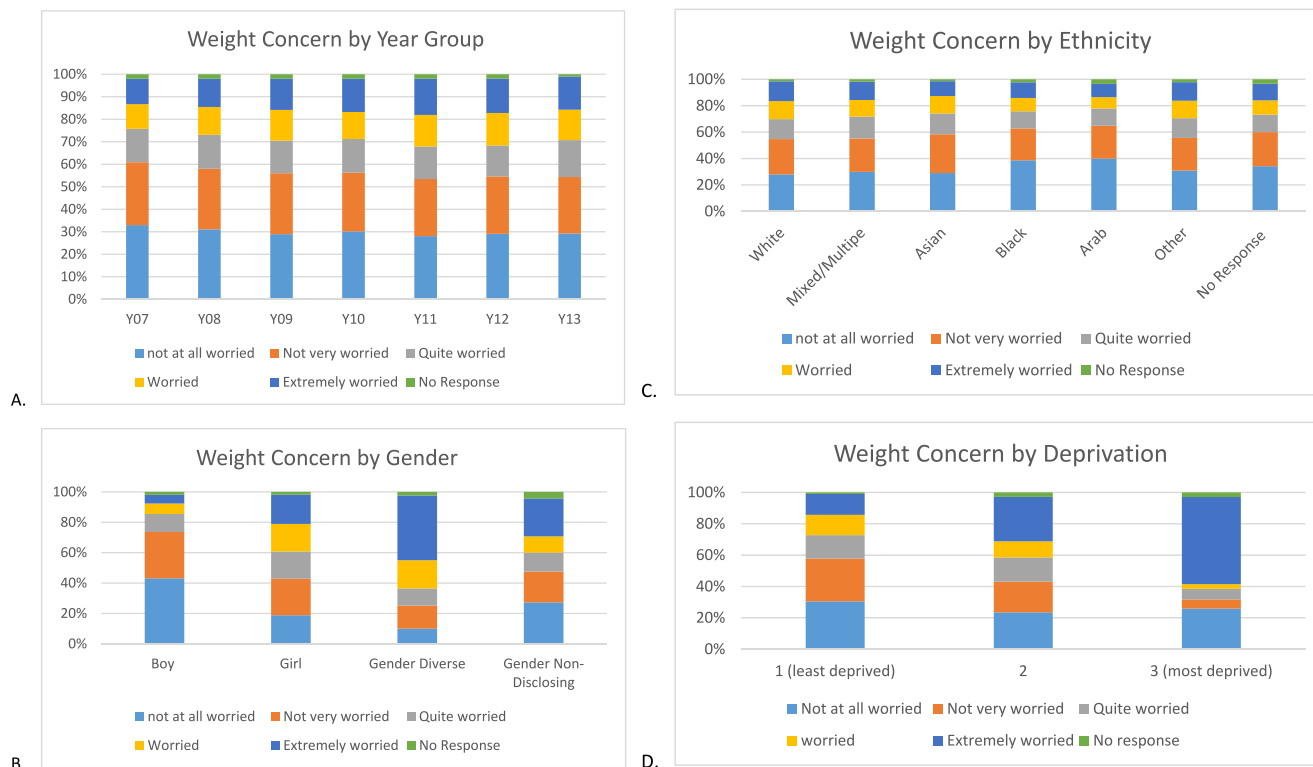 Weight Concern by Year Group
100%
90%
80%
70%
60%
50%
40%
30%
20%
10%
0%
Y07 Y08 Y09 Y10 Y11 Y12 Y13
not at all worried Not very worried Quite worried
Worried Extremely worried No Response
A.
Weight Concern by Gender
100%
80%
60%
40%
20%
0%
Boy Girl Gender Diverse Gender Non-
Disclosing
not at all worried Not very worried Quite worried
Worried Extremely worried No Response
B.
Weight Concern by Ethnicity
100%
80%
60%
40%
20%
0%
White Mixed/Multipe Asian Black Arab Other No Response
not at all worried Not very worried Quite worried
Worried Extremely worried No Response
C.
Weight Concern by Deprivation
100%
80%
60%
40%
20%
0%
1 (least deprived) 2 3 (most deprived)
Not at all worried Not very worried Quite worried
worried Extremely worried No response
D.